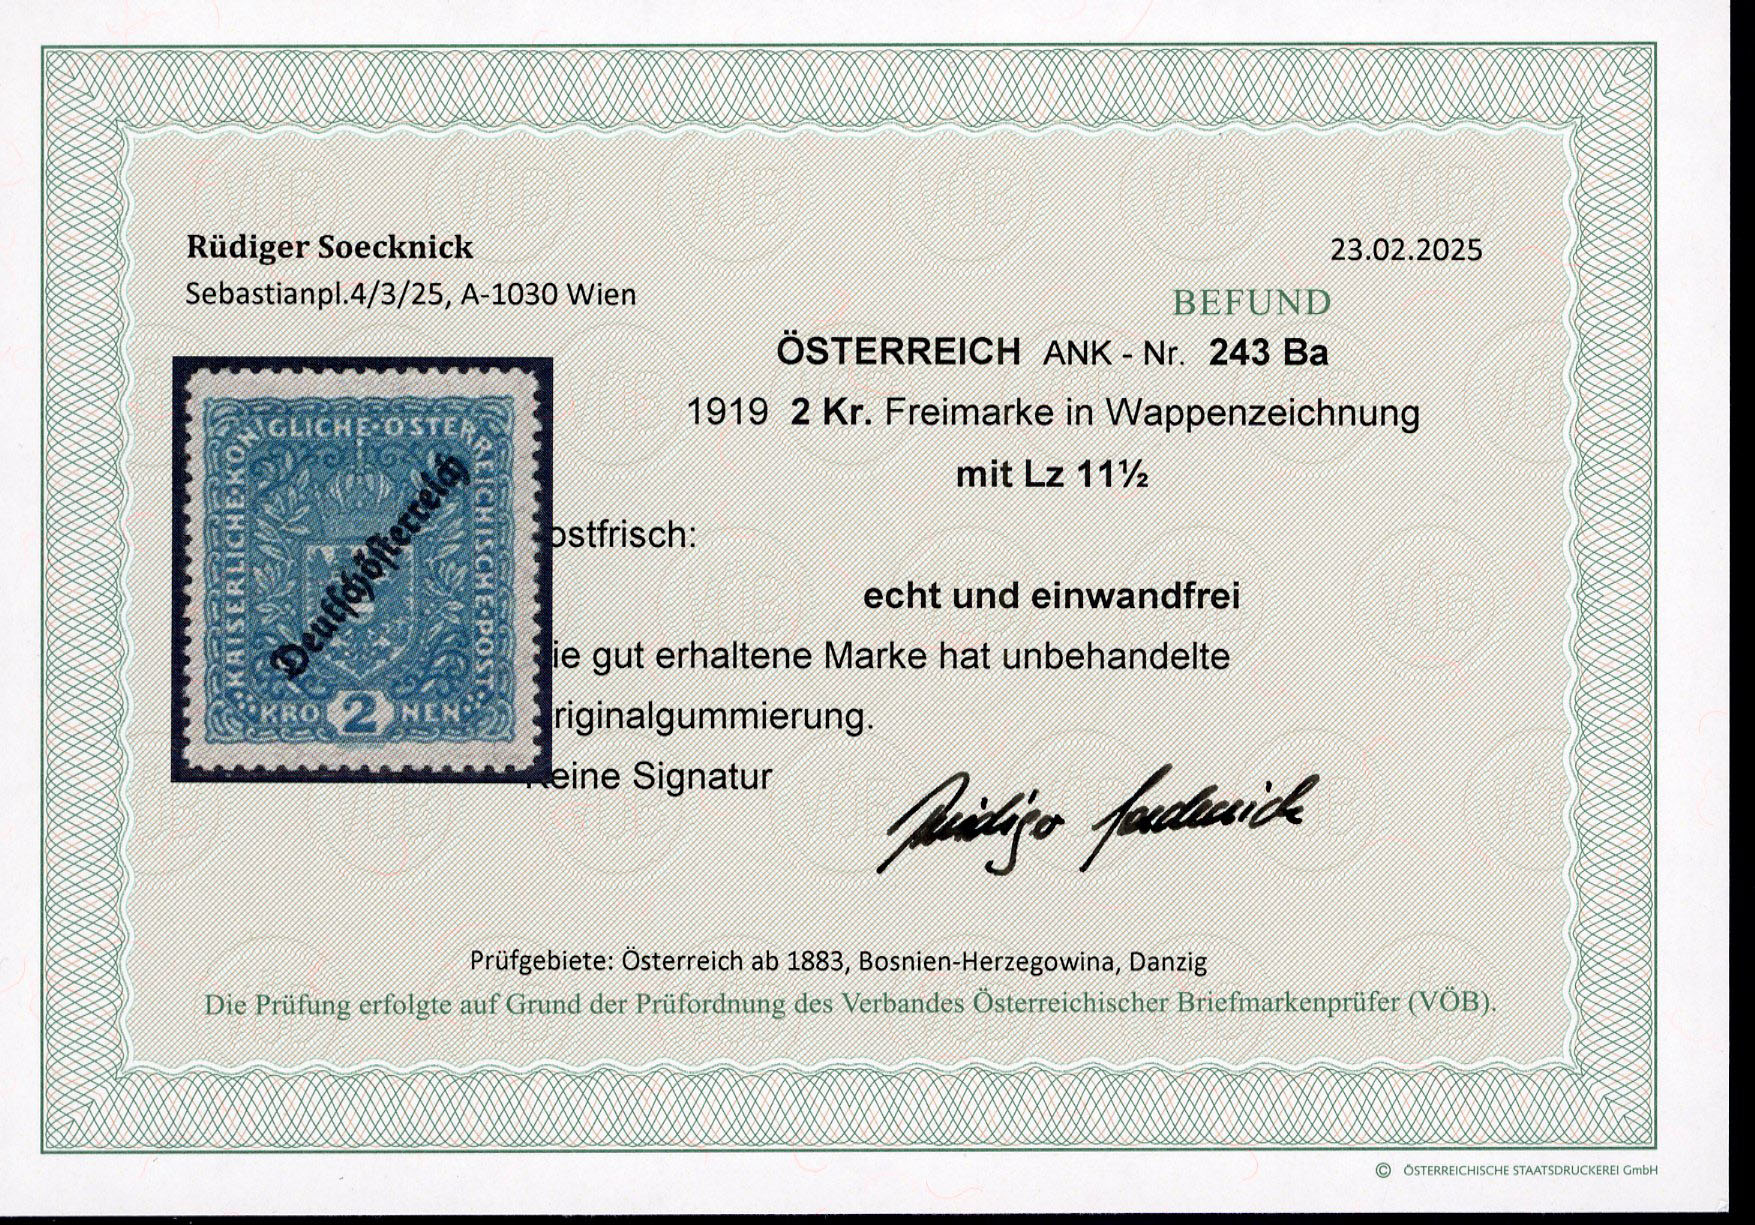 Rüdiger Soecknick
23.02.2025
Sebastianpl.4/3/25, A-1030 Wien
BEFUND
ÖSTERREICH ANK - Nr. 243 Ba
1919 2 Kr. Freimarke in Wappenzeichnung
mit Lz 11½
ostfrisch:
echt und einwandfrei
ie gut erhaltene Marke hat unbehandelte
riginalgummierung.
eine Signatur
KAISERLICHE·KÖNIGLICHE·ÖSTERREICHISCHE·POST
Deutschösterreich
KRO 2 NEN
Rüdiger Soecknick
Prüfgebiete: Österreich ab 1883, Bosnien-Herzegowina, Danzig
Die Prüfung erfolgte auf Grund der Prüfordnung des Verbandes Österreichischer Briefmarkenprüfer (VÖB).
© ÖSTERREICHISCHE STAATSDRUCKEREI GmbH